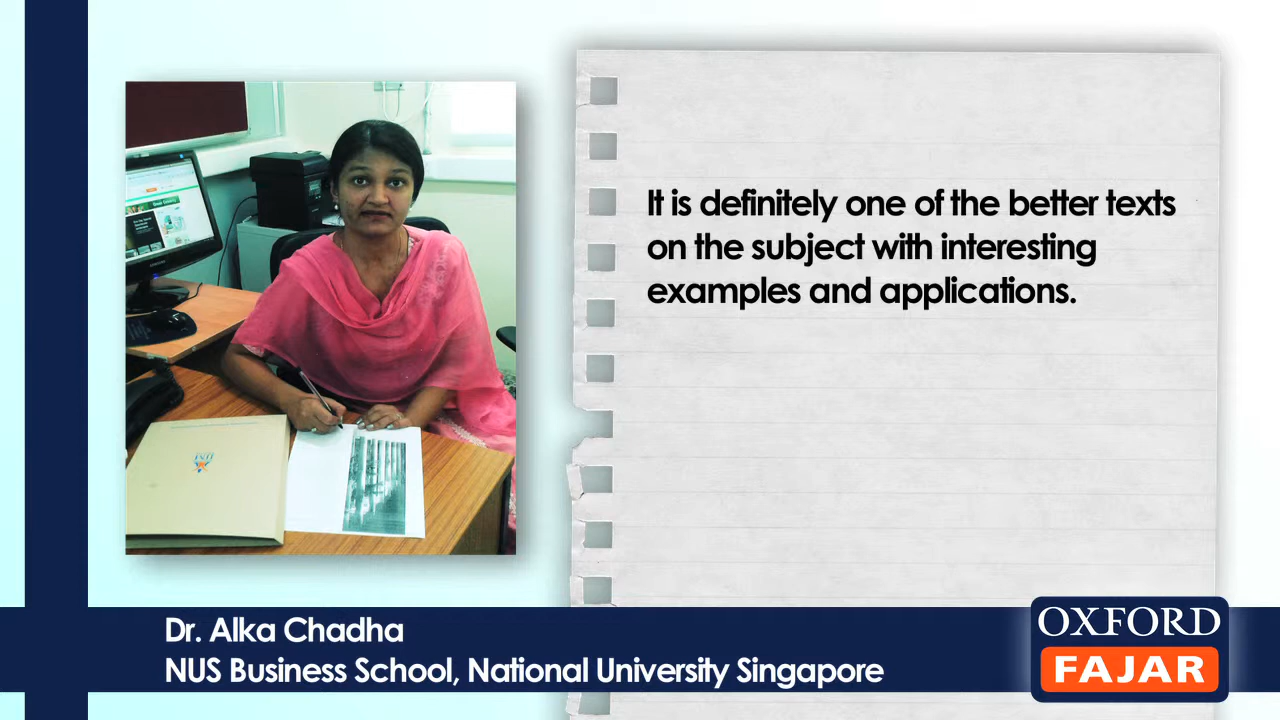 It is definitely one of the better texts
on the subject with interesting
examples and applications.
Dr. Alka Chadha
NUS Business School, National University Singapore
OXFORD
FAJAR